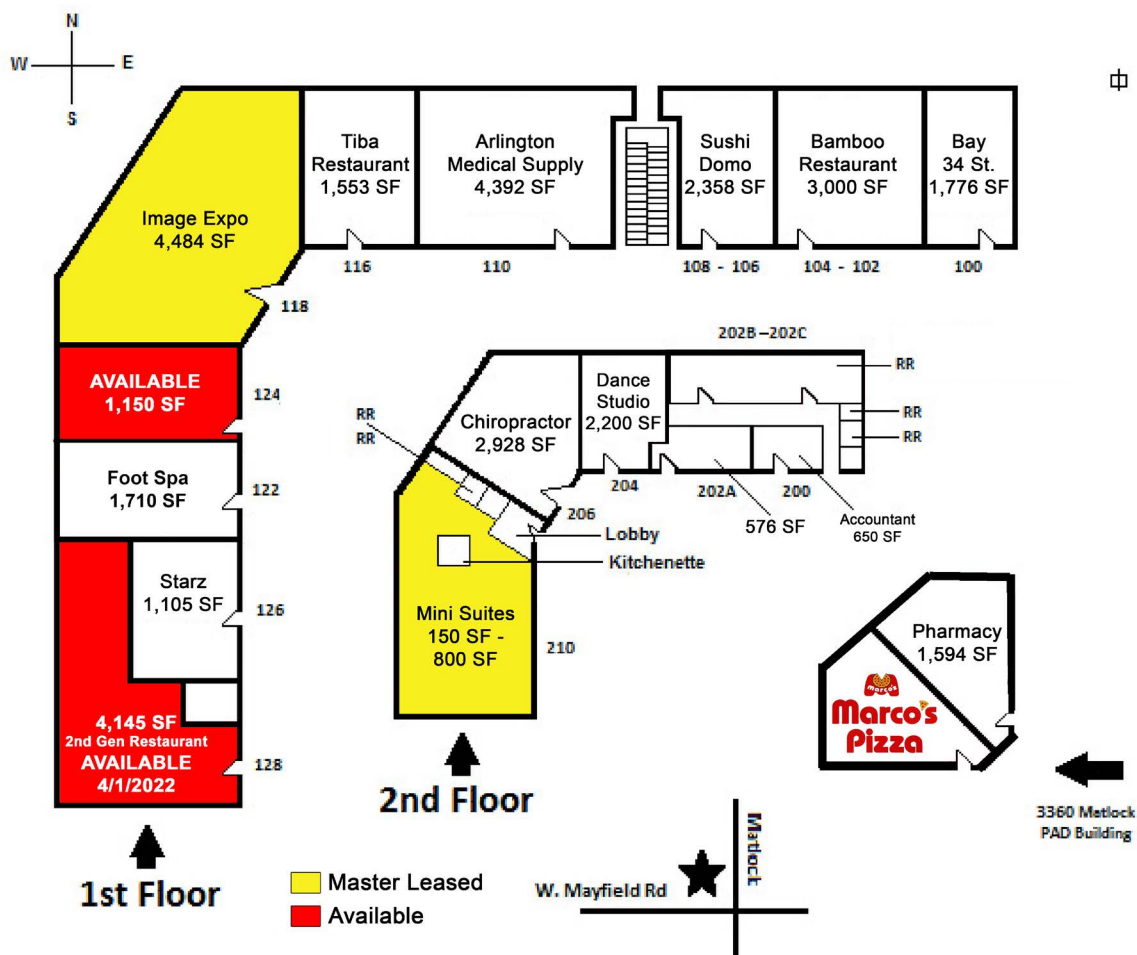 N
W E
S
Tiba
Restaurant
1,553 SF
Arlington
Medical Supply
4,392 SF
Sushi
Domo
2,358 SF
Bamboo
Restaurant
3,000 SF
Bay
34 St.
1,776 SF
Image Expo
4,484 SF
116
110
108 - 106
104 - 102
100
118
AVAILABLE
1,150 SF
124
Foot Spa
1,710 SF
122
Starz
1,105 SF
126
4,145 SF
2nd Gen Restaurant
AVAILABLE
4/1/2022
128
1st Floor
202B-202C
RR
RR
RR
RR
RR
Chiropractor
2,928 SF
Dance
Studio
2,200 SF
204
202A
200
206
576 SF
Accountant
650 SF
Lobby
Kitchenette
Mini Suites
150 SF -
800 SF
210
2nd Floor
Pharmacy
1,594 SF
Marco's
Marco's
Pizza
3360 Matlock
PAD Building
Master Leased
Available
W. Mayfield Rd
Matlock